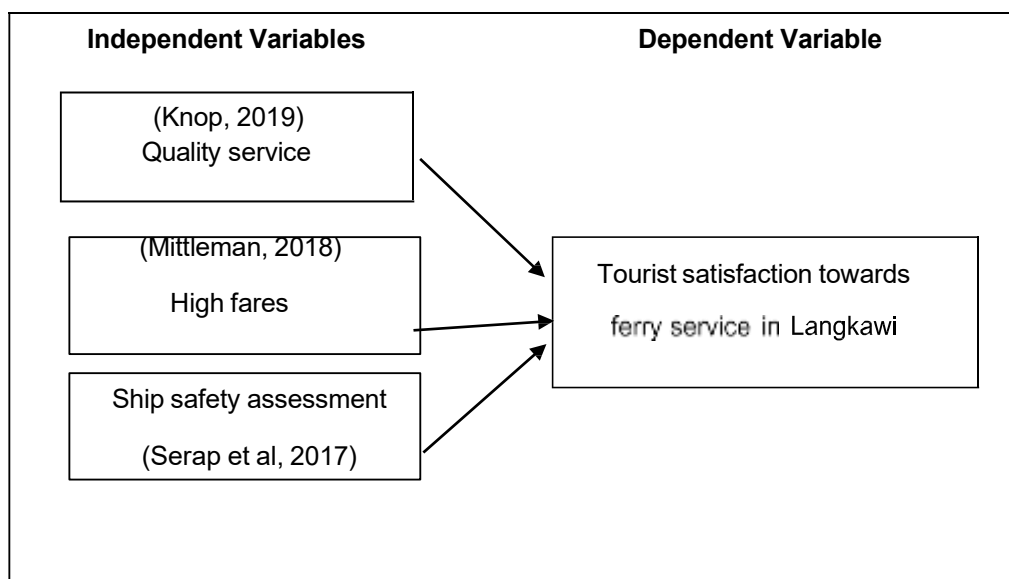 Independent Variables
Dependent Variable
(Knop, 2019)
Quality service
(Mittleman, 2018)
High fares
Ship safety assessment
(Serap et al, 2017)
Tourist satisfaction towards
ferry service in Langkawi